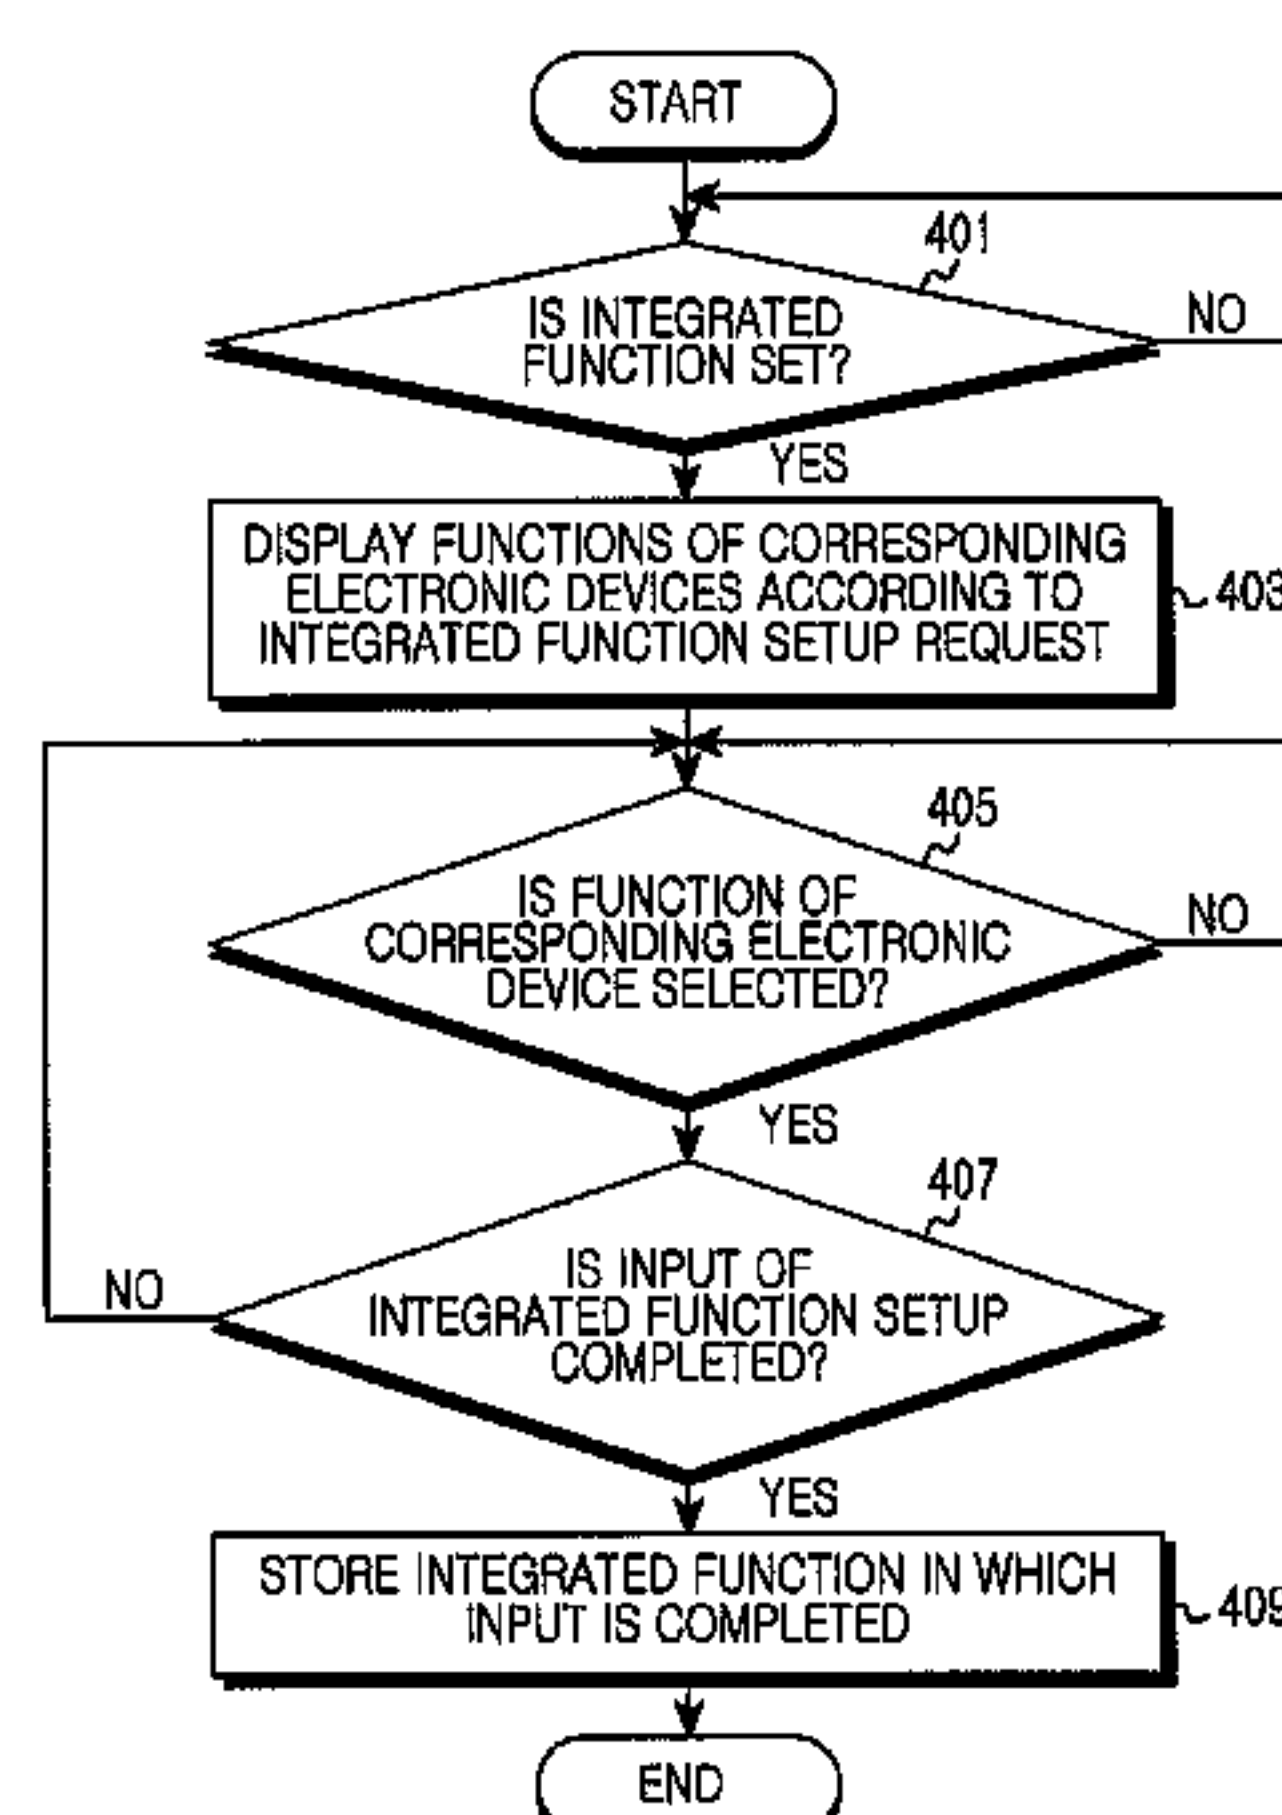 START
401
IS INTEGRATED
FUNCTION SET?
NO
YES
DISPLAY FUNCTIONS OF CORRESPONDING
ELECTRONIC DEVICES ACCORDING TO
INTEGRATED FUNCTION SETUP REQUEST
403
405
IS FUNCTION OF
CORRESPONDING ELECTRONIC
DEVICE SELECTED?
NO
YES
407
IS INPUT OF
INTEGRATED FUNCTION SETUP
COMPLETED?
NO
YES
STORE INTEGRATED FUNCTION IN WHICH
INPUT IS COMPLETED
409
END